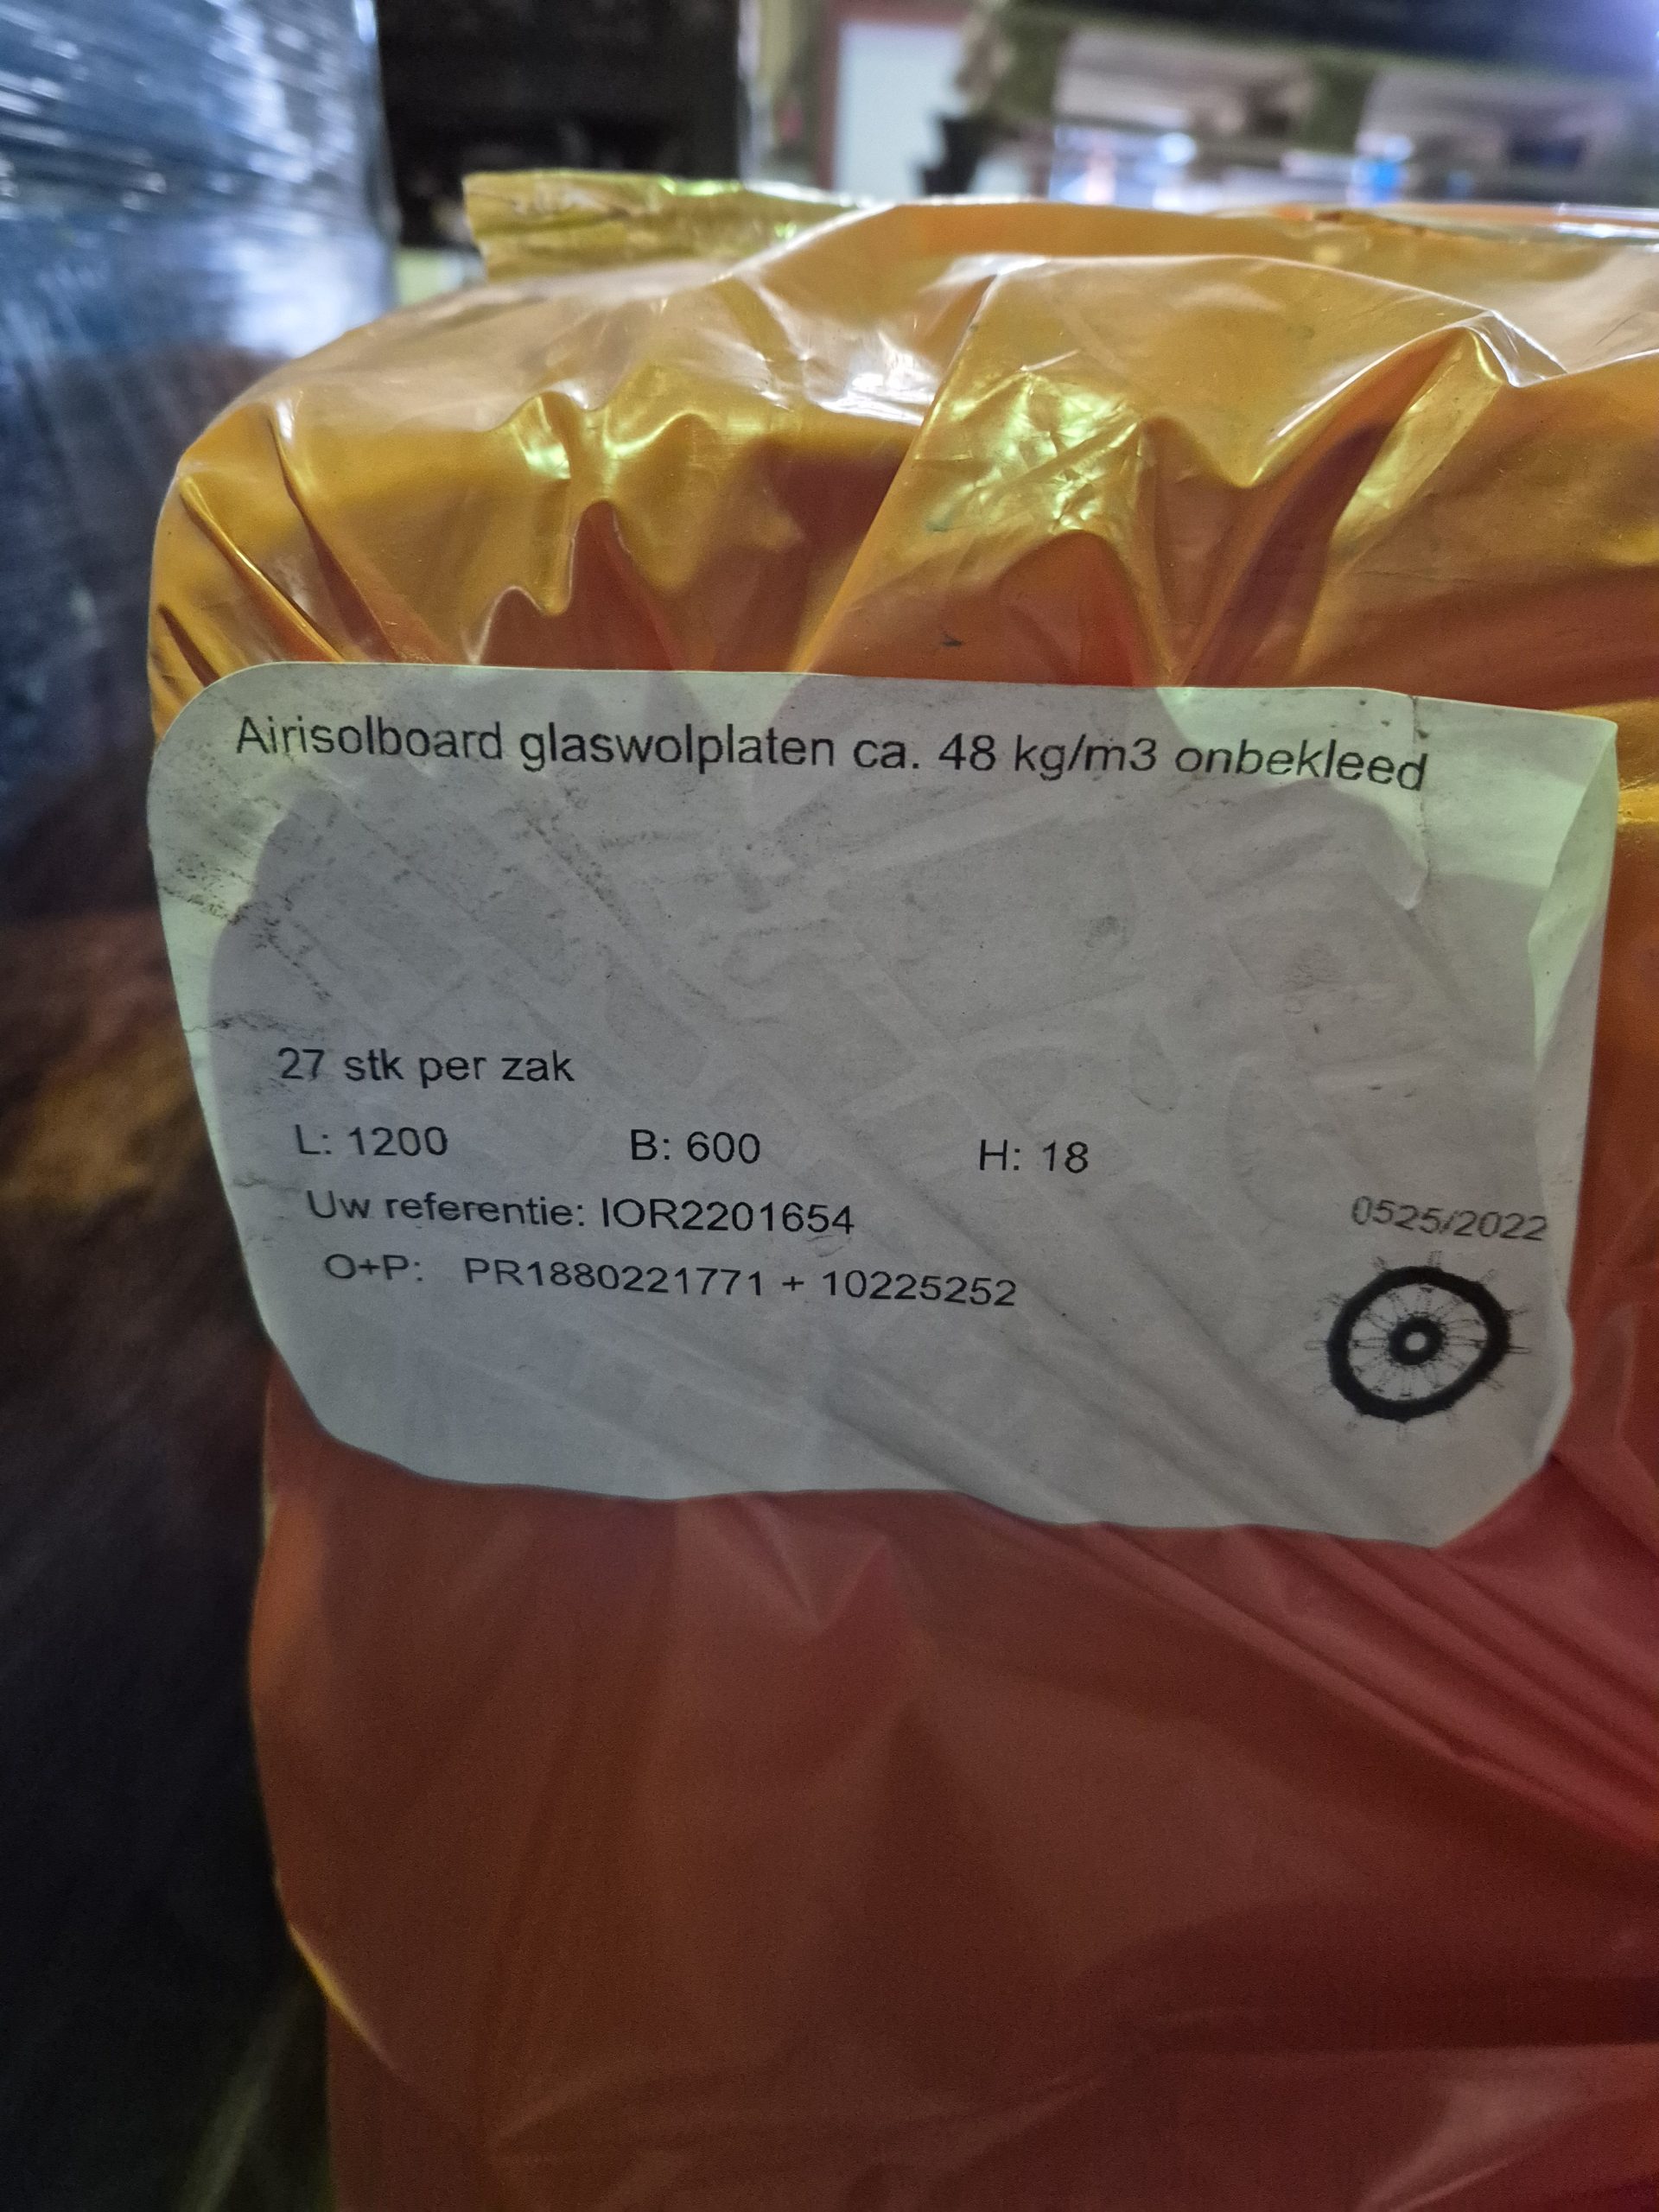 Airisolboard glaswolplaten ca. 48 kg/m3 onbekleed
27 stk per zak
L: 1200 B: 600 H: 18
Uw referentie: IOR2201654
0525/2022
O+P: PR1880221771 + 10225252